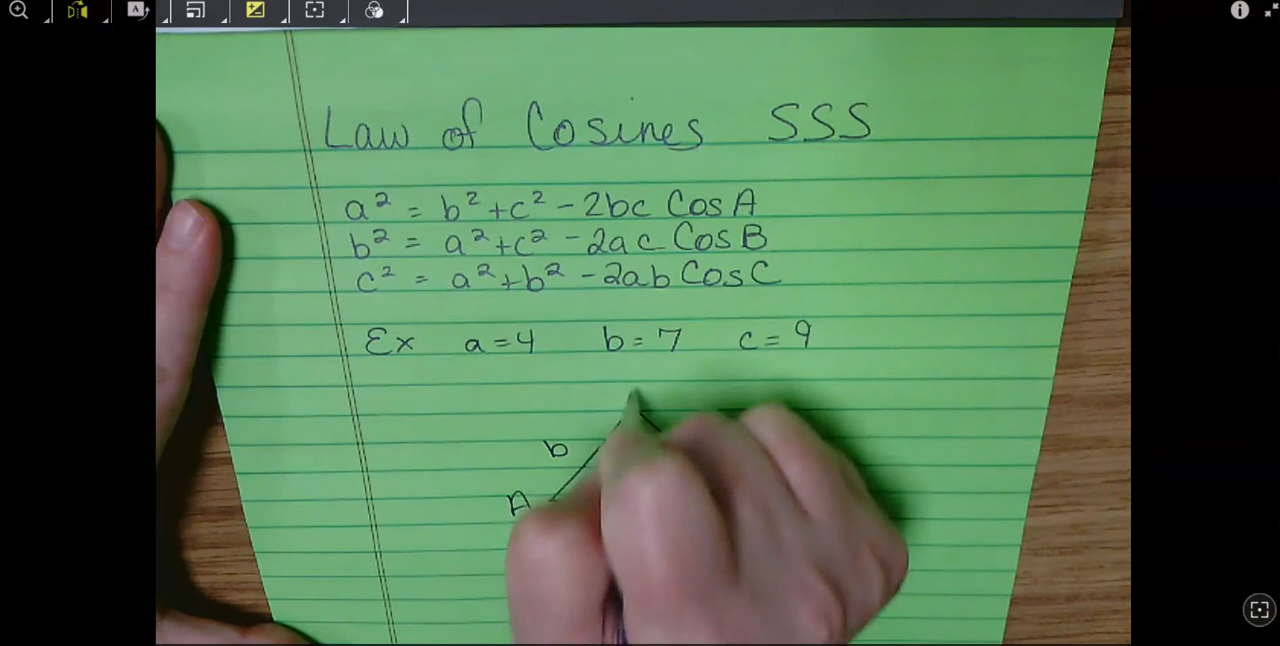 Law of Cosines SSS
a² = b² + c² - 2bc Cos A
b² = a² + c² - 2ac Cos B
c² = a² + b² - 2ab Cos C
Ex a = 4 b = 7 c = 9
b
A